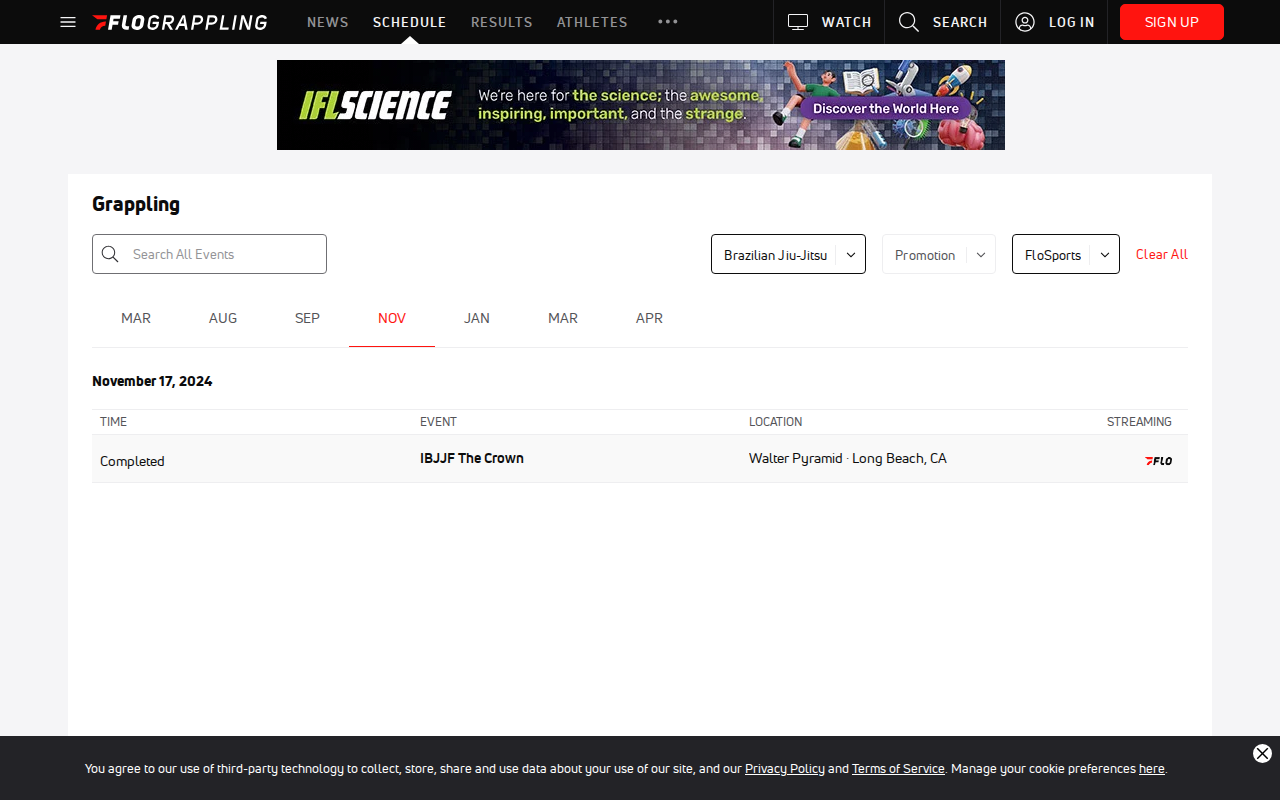 FLOGRAPPLING NEWS SCHEDULE RESULTS ATHLETES WATCH SEARCH LOG IN SIGN UP
IFLSCIENCE
We're here for the science; the awesome,
inspiring, important, and the strange.
Discover the World Here
Grappling
Search All Events Brazilian Jiu-Jitsu Promotion FloSports Clear All
MAR AUG SEP NOV JAN MAR APR
November 17, 2024
TIME EVENT LOCATION STREAMING
Completed IBJJF The Crown Walter Pyramid · Long Beach, CA FLO
You agree to our use of third-party technology to collect, store, share and use data about your use of our site, and our Privacy Policy and Terms of Service. Manage your cookie preferences here.